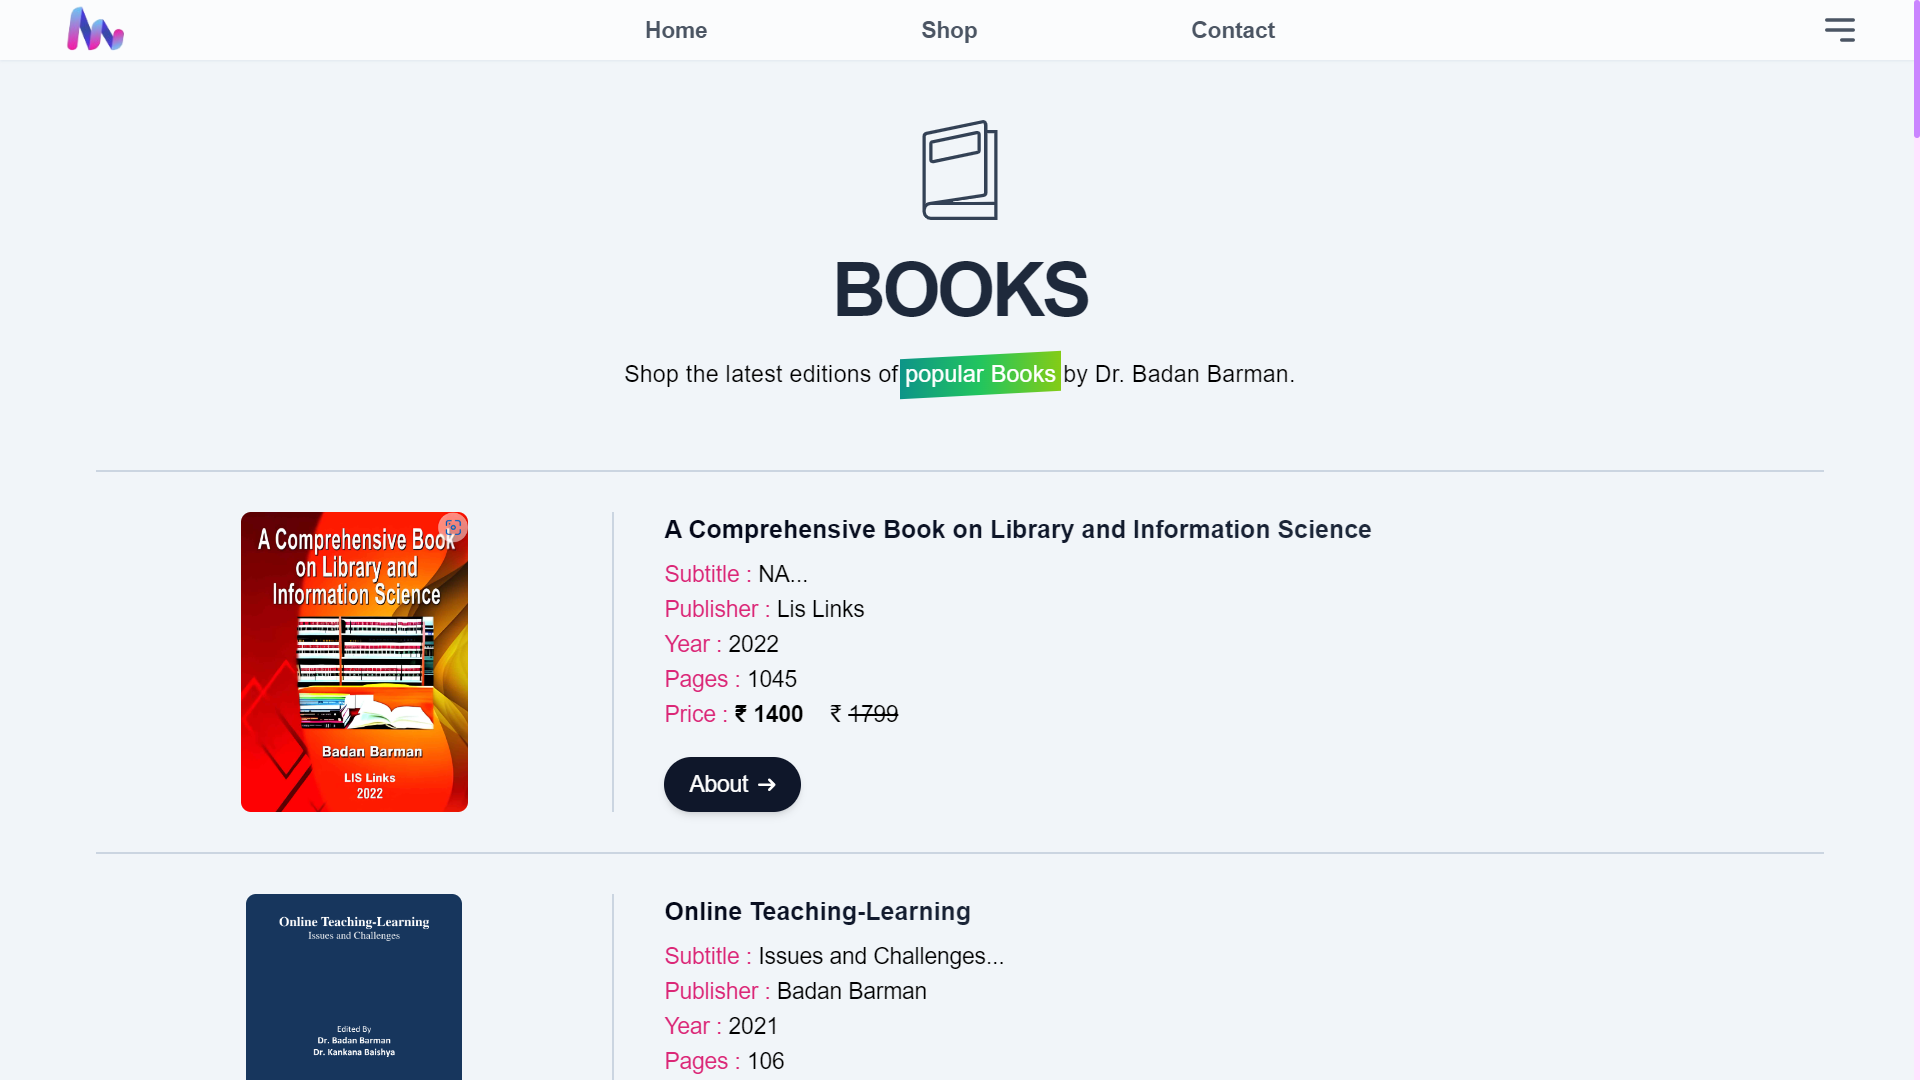 Home
Shop
Contact
BOOKS
Shop the latest editions of popular Books by Dr. Badan Barman.
A Comprehensive Book
on Library and
Information Science
Badan Barman
LIS Links
2022
A Comprehensive Book on Library and Information Science
Subtitle : NA...
Publisher : Lis Links
Year : 2022
Pages : 1045
Price : ₹ 1400 ₹ 1799
About →
Online Teaching-Learning
Issues and Challenges
Edited By
Dr. Badan Barman
Dr. Kankana Baishya
Online Teaching-Learning
Subtitle : Issues and Challenges...
Publisher : Badan Barman
Year : 2021
Pages : 106